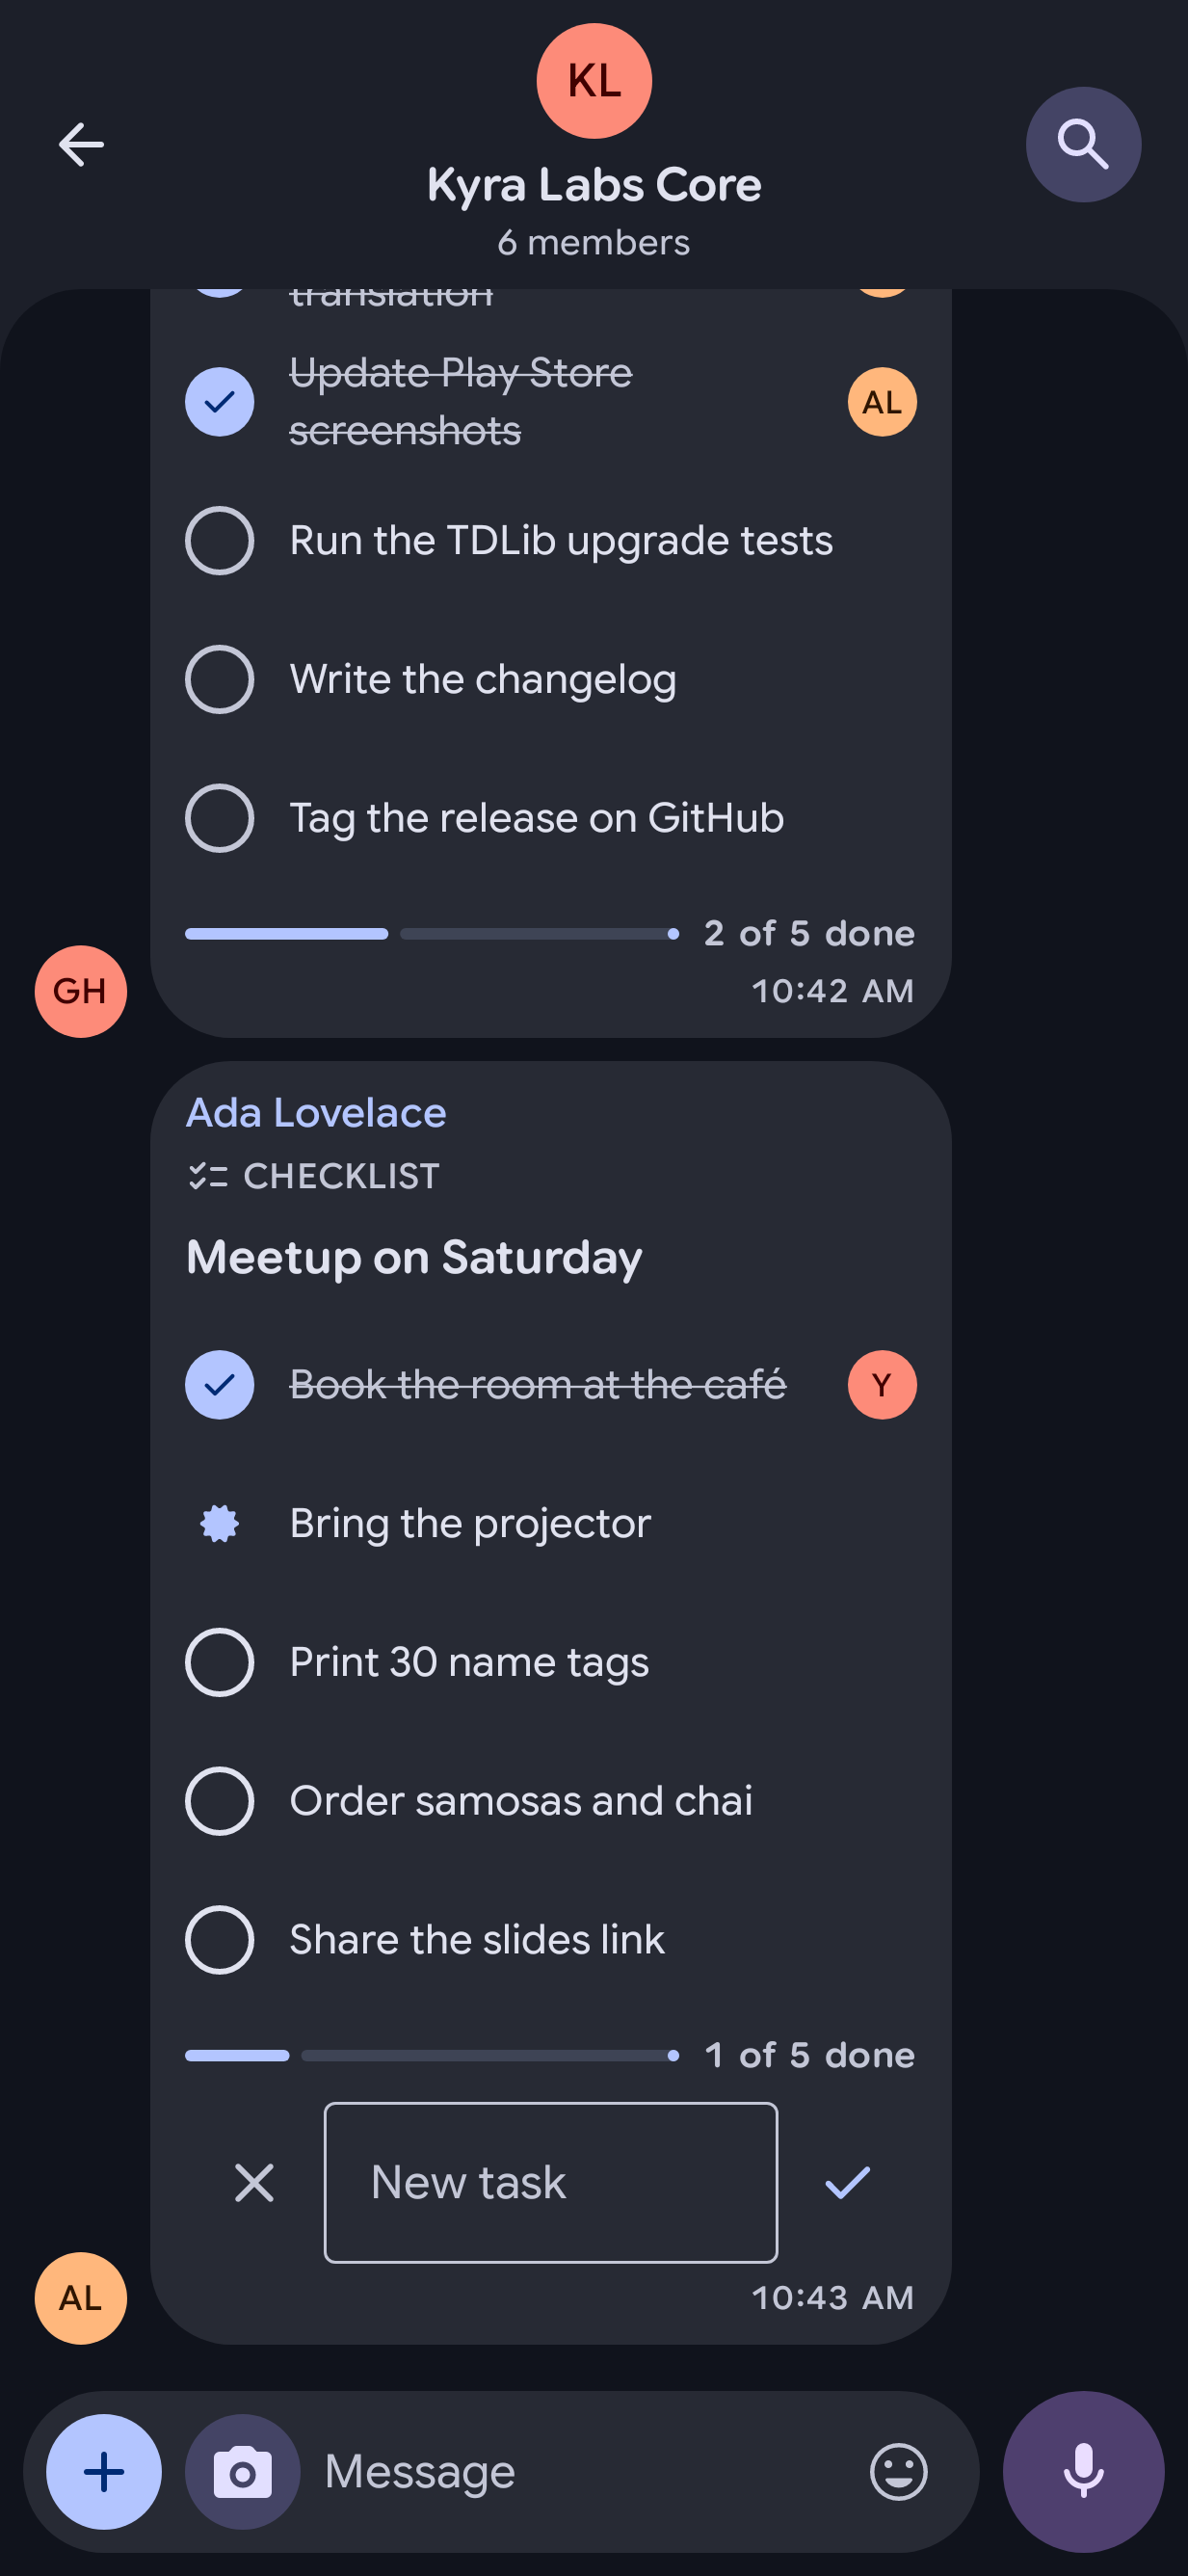 KL
Kyra Labs Core
6 members
translation
Update Play Store
screenshots
AL
Run the TDLib upgrade tests
Write the changelog
Tag the release on GitHub
2 of 5 done
GH
10:42 AM
Ada Lovelace
CHECKLIST
Meetup on Saturday
Book the room at the café
Y
Bring the projector
Print 30 name tags
Order samosas and chai
Share the slides link
1 of 5 done
New task
AL
10:43 AM
Message